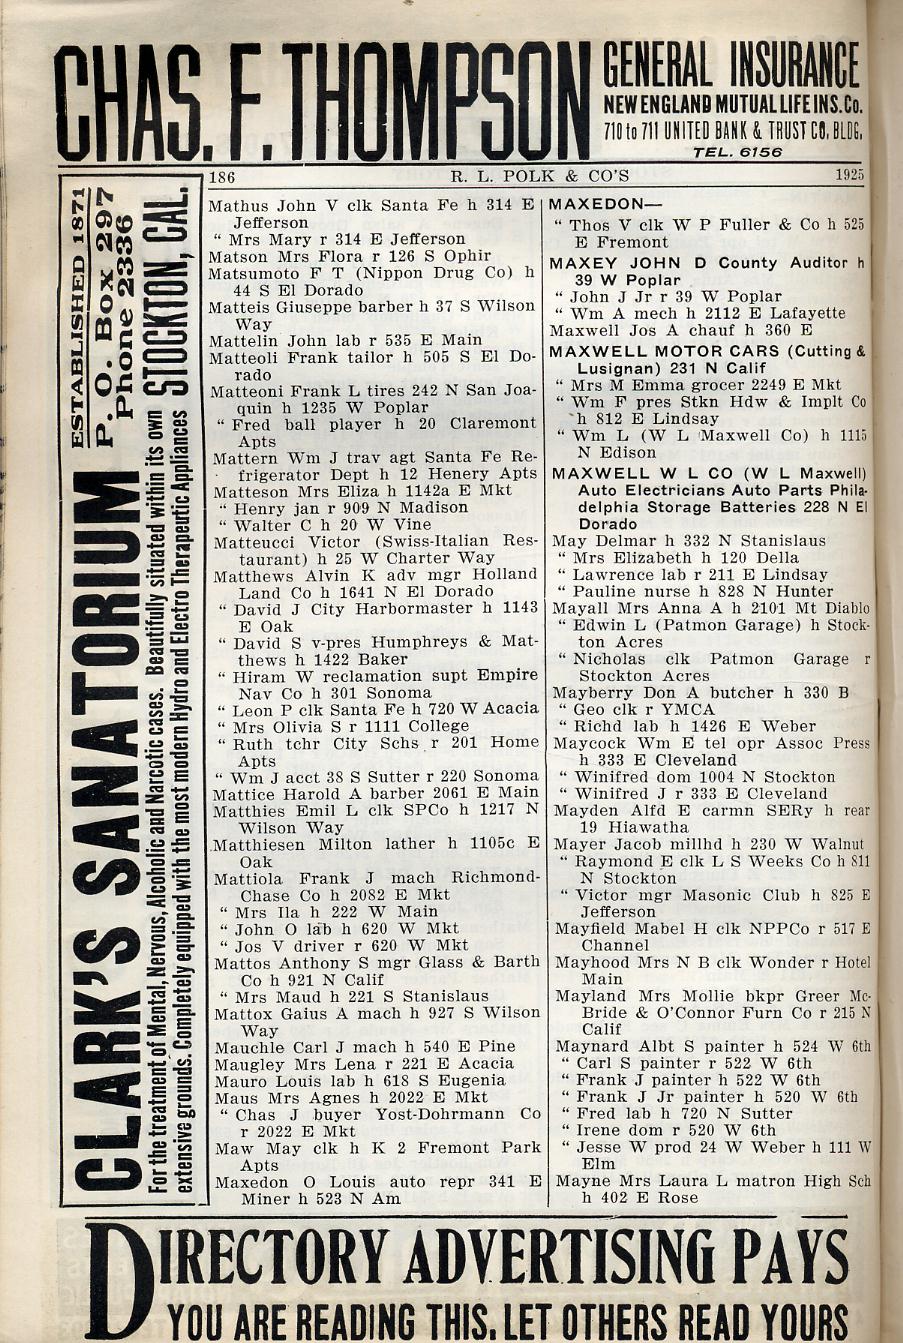 CHAS. F. THOMPSON
GENERAL INSURANCE
NEW ENGLAND MUTUAL LIFE INS. Co.
710 to 711 UNITED BANK & TRUST CO, BLDG.
TEL. 6156
186 R. L. POLK & CO'S 1925
CLARK'S SANATORIUM
ESTABLISHED 1871
P. O. Box 297
Phone 2336
STOCKTON, CAL.
For the treatment of Mental, Nervous, Alcoholic and Narcotic cases. Beautifully situated within its own
extensive grounds. Completely equipped with the most modern Hydro and Electro Therapeutic Appliances
Mathus John V clk Santa Fe h 314 E
Jefferson
“ Mrs Mary r 314 E Jefferson
Matson Mrs Flora r 126 S Ophir
Matsumoto F T (Nippon Drug Co) h
44 S El Dorado
Matteis Giuseppe barber h 37 S Wilson
Way
Mattelin John lab r 535 E Main
Matteoli Frank tailor h 505 S El Do-
rado
Matteoni Frank L tires 242 N San Joa-
quin h 1235 W Poplar
“ Fred ball player h 20 Claremont
Apts
Mattern Wm J trav agt Santa Fe Re-
frigerator Dept h 12 Henery Apts
Matteson Mrs Eliza h 1142a E Mkt
“ Henry jan r 909 N Madison
“ Walter C h 20 W Vine
Matteucci Victor (Swiss-Italian Res-
taurant) h 25 W Charter Way
Matthews Alvin K adv mgr Holland
Land Co h 1641 N El Dorado
“ David J City Harbormaster h 1143
E Oak
“ David S v-pres Humphreys & Mat-
thews h 1422 Baker
“ Hiram W reclamation supt Empire
Nav Co h 301 Sonoma
“ Leon P clk Santa Fe h 720 W Acacia
“ Mrs Olivia S r 1111 College
“ Ruth tchr City Schs r 201 Home
Apts
“ Wm J acct 38 S Sutter r 220 Sonoma
Mattice Harold A barber 2061 E Main
Matthies Emil L clk SPCo h 1217 N
Wilson Way
Matthiesen Milton lather h 1105c E
Oak
Mattiola Frank J mach Richmond-
Chase Co h 2082 E Mkt
“ Mrs Ila h 222 W Main
“ John O lab h 620 W Mkt
“ Jos V driver r 620 W Mkt
Mattos Anthony S mgr Glass & Barth
Co h 921 N Calif
“ Mrs Maud h 221 S Stanislaus
Mattox Gaius A mach h 927 S Wilson
Way
Mauchle Carl J mach h 540 E Pine
Maugley Mrs Lena r 221 E Acacia
Mauro Louis lab h 618 S Eugenia
Maus Mrs Agnes h 2022 E Mkt
“ Chas J buyer Yost-Dohrmann Co
r 2022 E Mkt
Maw May clk h K 2 Fremont Park
Apts
Maxedon O Louis auto repr 341 E
Miner h 523 N Am
MAXEDON—
“ Thos V clk W P Fuller & Co h 525
E Fremont
MAXEY JOHN D County Auditor h
39 W Poplar
“ John J Jr r 39 W Poplar
“ Wm A mech h 2112 E Lafayette
Maxwell Jos A chauf h 360 E
MAXWELL MOTOR CARS (Cutting &
Lusignan) 231 N Calif
“ Mrs M Emma grocer 2249 E Mkt
“ Wm F pres Stkn Hdw & Implt Co
h 812 E Lindsay
“ Wm L (W L Maxwell Co) h 1115
N Edison
MAXWELL W L CO (W L Maxwell)
Auto Electricians Auto Parts Phila-
delphia Storage Batteries 228 N El
Dorado
May Delmar h 332 N Stanislaus
“ Mrs Elizabeth h 120 Della
“ Lawrence lab r 211 E Lindsay
“ Pauline nurse h 828 N Hunter
Mayall Mrs Anna A h 2101 Mt Diablo
“ Edwin L (Patmon Garage) h Stock-
ton Acres
“ Nicholas clk Patmon Garage r
Stockton Acres
Mayberry Don A butcher h 330 B
“ Geo clk r YMCA
“ Richd lab h 1426 E Weber
Maycock Wm E tel opr Assoc Press
h 333 E Cleveland
“ Winifred dom 1004 N Stockton
“ Winifred J r 333 E Cleveland
Mayden Alfd E carmn SERy h rear
19 Hiawatha
Mayer Jacob millhd h 230 W Walnut
“ Raymond E clk L S Weeks Co h 811
N Stockton
“ Victor mgr Masonic Club h 825 E
Jefferson
Mayfield Mabel H clk NPPCo r 517 E
Channel
Mayhood Mrs N B clk Wonder r Hotel
Main
Mayland Mrs Mollie bkpr Greer Mc-
Bride & O'Connor Furn Co r 215 N
Calif
Maynard Albt S painter h 524 W 6th
“ Carl S painter r 522 W 6th
“ Frank J painter h 522 W 6th
“ Frank J Jr painter h 520 W 6th
“ Fred lab h 720 N Sutter
“ Irene dom r 520 W 6th
“ Jesse W prod 24 W Weber h 111 W
Elm
Mayne Mrs Laura L matron High Sch
h 402 E Rose
DIRECTORY ADVERTISING PAYS
YOU ARE READING THIS, LET OTHERS READ YOURS